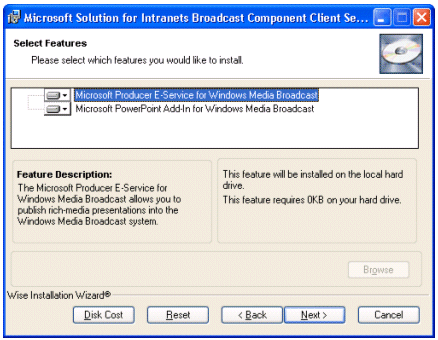 Microsoft Solution for Intranets Broadcast Component Client Se...
Select Features
Please select which features you would like to install.
Microsoft Producer E-Service for Windows Media Broadcast
Microsoft PowerPoint Add-In for Windows Media Broadcast
Feature Description:
The Microsoft Producer E-Service for
Windows Media Broadcast allows you to
publish rich-media presentations into the
Windows Media Broadcast system.
This feature will be installed on the local hard
drive.
This feature requires 0KB on your hard drive.
Browse
Wise Installation Wizard®
Disk Cost
Reset
< Back
Next >
Cancel